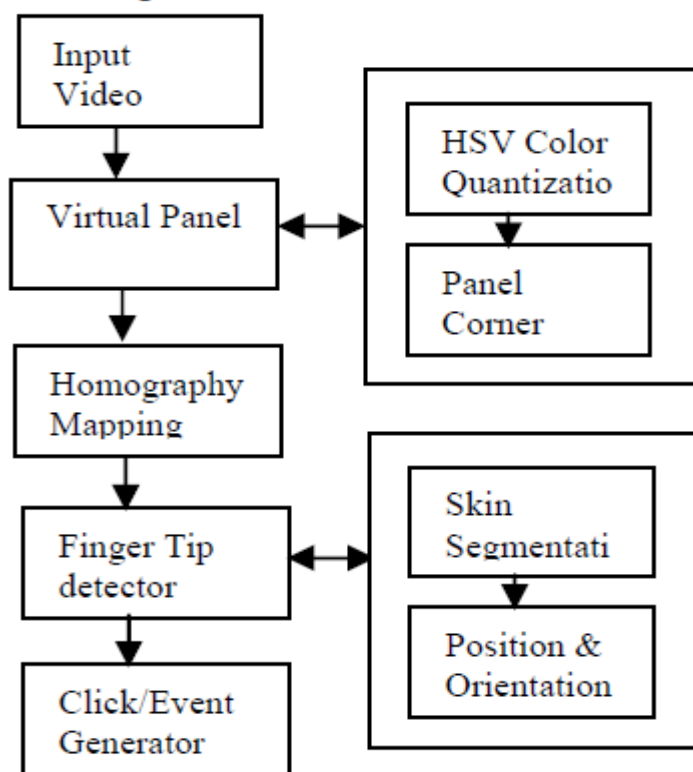 Input
Video
Virtual Panel
HSV Color
Quantizatio
Panel
Corner
Homography
Mapping
Finger Tip
detector
Skin
Segmentati
Position &
Orientation
Click/Event
Generator